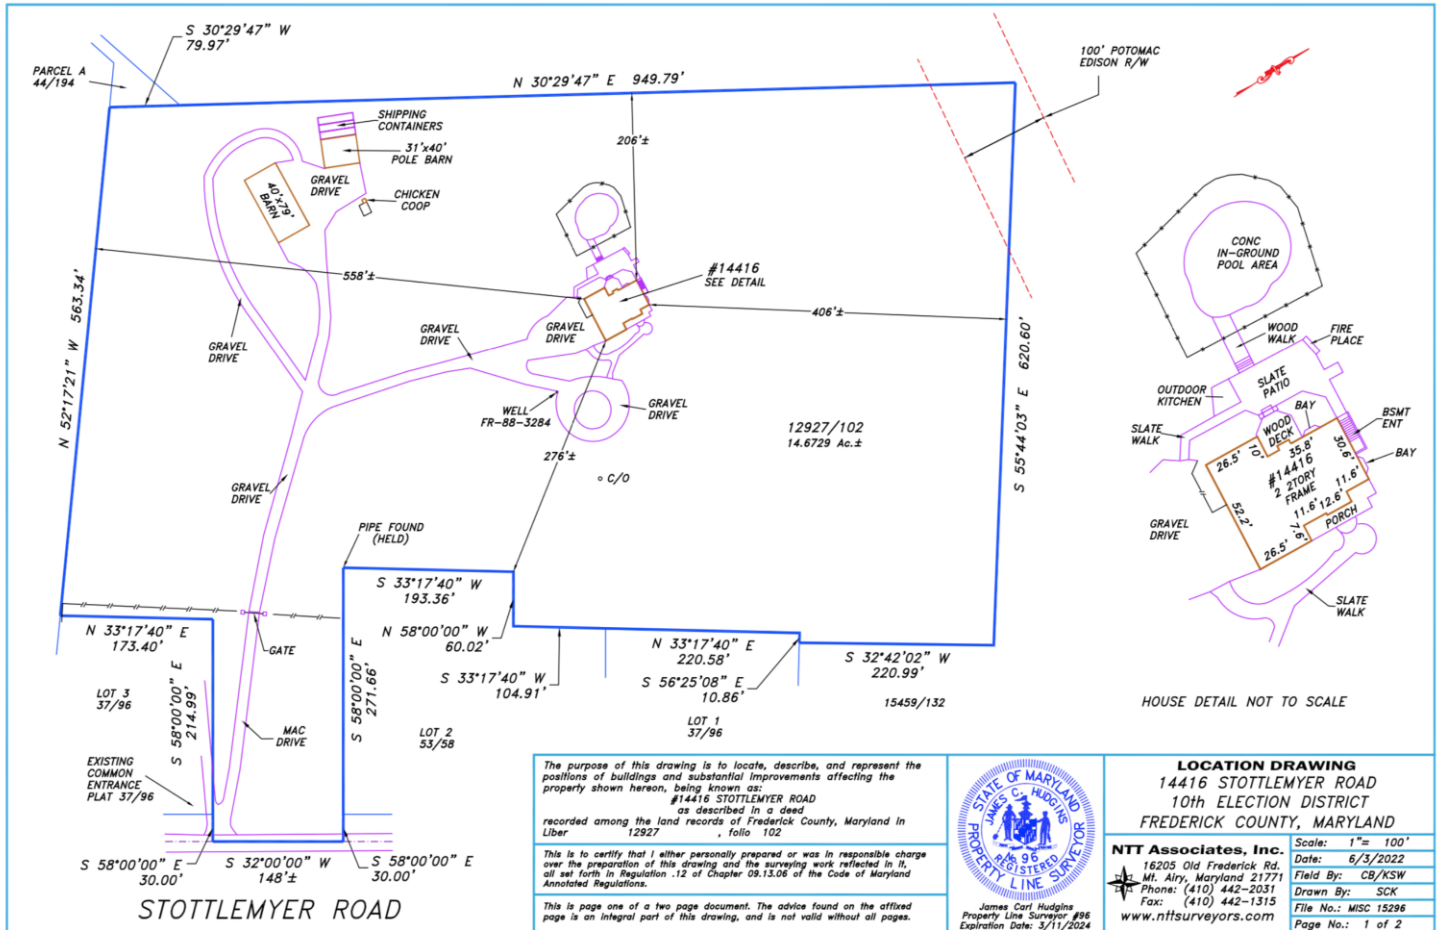 S 30°29'47" W
79.97'
PARCEL A
44/194
N 30°29'47" E 949.79'
100' POTOMAC
EDISON R/W
SHIPPING
CONTAINERS
31'x40'
POLE BARN
GRAVEL
DRIVE
40'x79'
BARN
CHICKEN
COOP
206'±
558'±
#14416
SEE DETAIL
406'±
N 52°17'21" W 563.34'
S 55°44'03" E 620.60'
GRAVEL
DRIVE
GRAVEL
DRIVE
GRAVEL
DRIVE
WELL
FR-88-3284
GRAVEL
DRIVE
276'±
C/O
12927/102
14.6729 Ac.±
GRAVEL
DRIVE
PIPE FOUND
(HELD)
S 33°17'40" W
193.36'
N 58°00'00" W
60.02'
N 33°17'40" E
173.40'
GATE
S 33°17'40" W
104.91'
N 33°17'40" E
220.58'
S 56°25'08" E
10.86'
S 32°42'02" W
220.99'
15459/132
LOT 3
37/96
S 58°00'00" E
214.99'
S 58°00'00" E
271.66'
MAC
DRIVE
LOT 2
53/58
LOT 1
37/96
EXISTING
COMMON
ENTRANCE
PLAT 37/96
S 58°00'00" E
30.00'
S 32°00'00" W
148'±
S 58°00'00" E
30.00'
STOTTLEMYER ROAD
CONC
IN-GROUND
POOL AREA
WOOD
WALK
FIRE
PLACE
OUTDOOR
KITCHEN
SLATE
PATIO
SLATE
WALK
WOOD
DECK
BAY
BSMT
ENT
BAY
26.5'
10'
35.8'
30.6'
#14416
2 2TORY
FRAME
11.6'
12.6'
11.6'
7.6'
52.2'
26.5'
PORCH
GRAVEL
DRIVE
SLATE
WALK
HOUSE DETAIL NOT TO SCALE
The purpose of this drawing is to locate, describe, and represent the
positions of buildings and substantial improvements affecting the
property shown hereon, being known as:
#14416 STOTTLEMYER ROAD
as described in a deed
recorded among the land records of Frederick County, Maryland in
Liber 12927 , folio 102
This is to certify that I either personally prepared or was in responsible charge
over the preparation of this drawing and the surveying work reflected in it,
all set forth in Regulation .12 of Chapter 09.13.06 of the Code of Maryland
Annotated Regulations.
This is page one of a two page document. The advice found on the affixed
page is an integral part of this drawing, and is not valid without all pages.
STATE OF MARYLAND
JAMES C. HUDGINS
No 96
REGISTERED
PROPERTY LINE SURVEYOR
James Carl Hudgins
Property Line Surveyor #96
Expiration Date: 3/11/2024
LOCATION DRAWING
14416 STOTTLEMYER ROAD
10th ELECTION DISTRICT
FREDERICK COUNTY, MARYLAND
NTT Associates, Inc.
16205 Old Frederick Rd.
Mt. Airy, Maryland 21771
Phone: (410) 442-2031
Fax: (410) 442-1315
www.nttsurveyors.com
Scale: 1"= 100'
Date: 6/3/2022
Field By: CB/KSW
Drawn By: SCK
File No.: MISC 15296
Page No.: 1 of 2